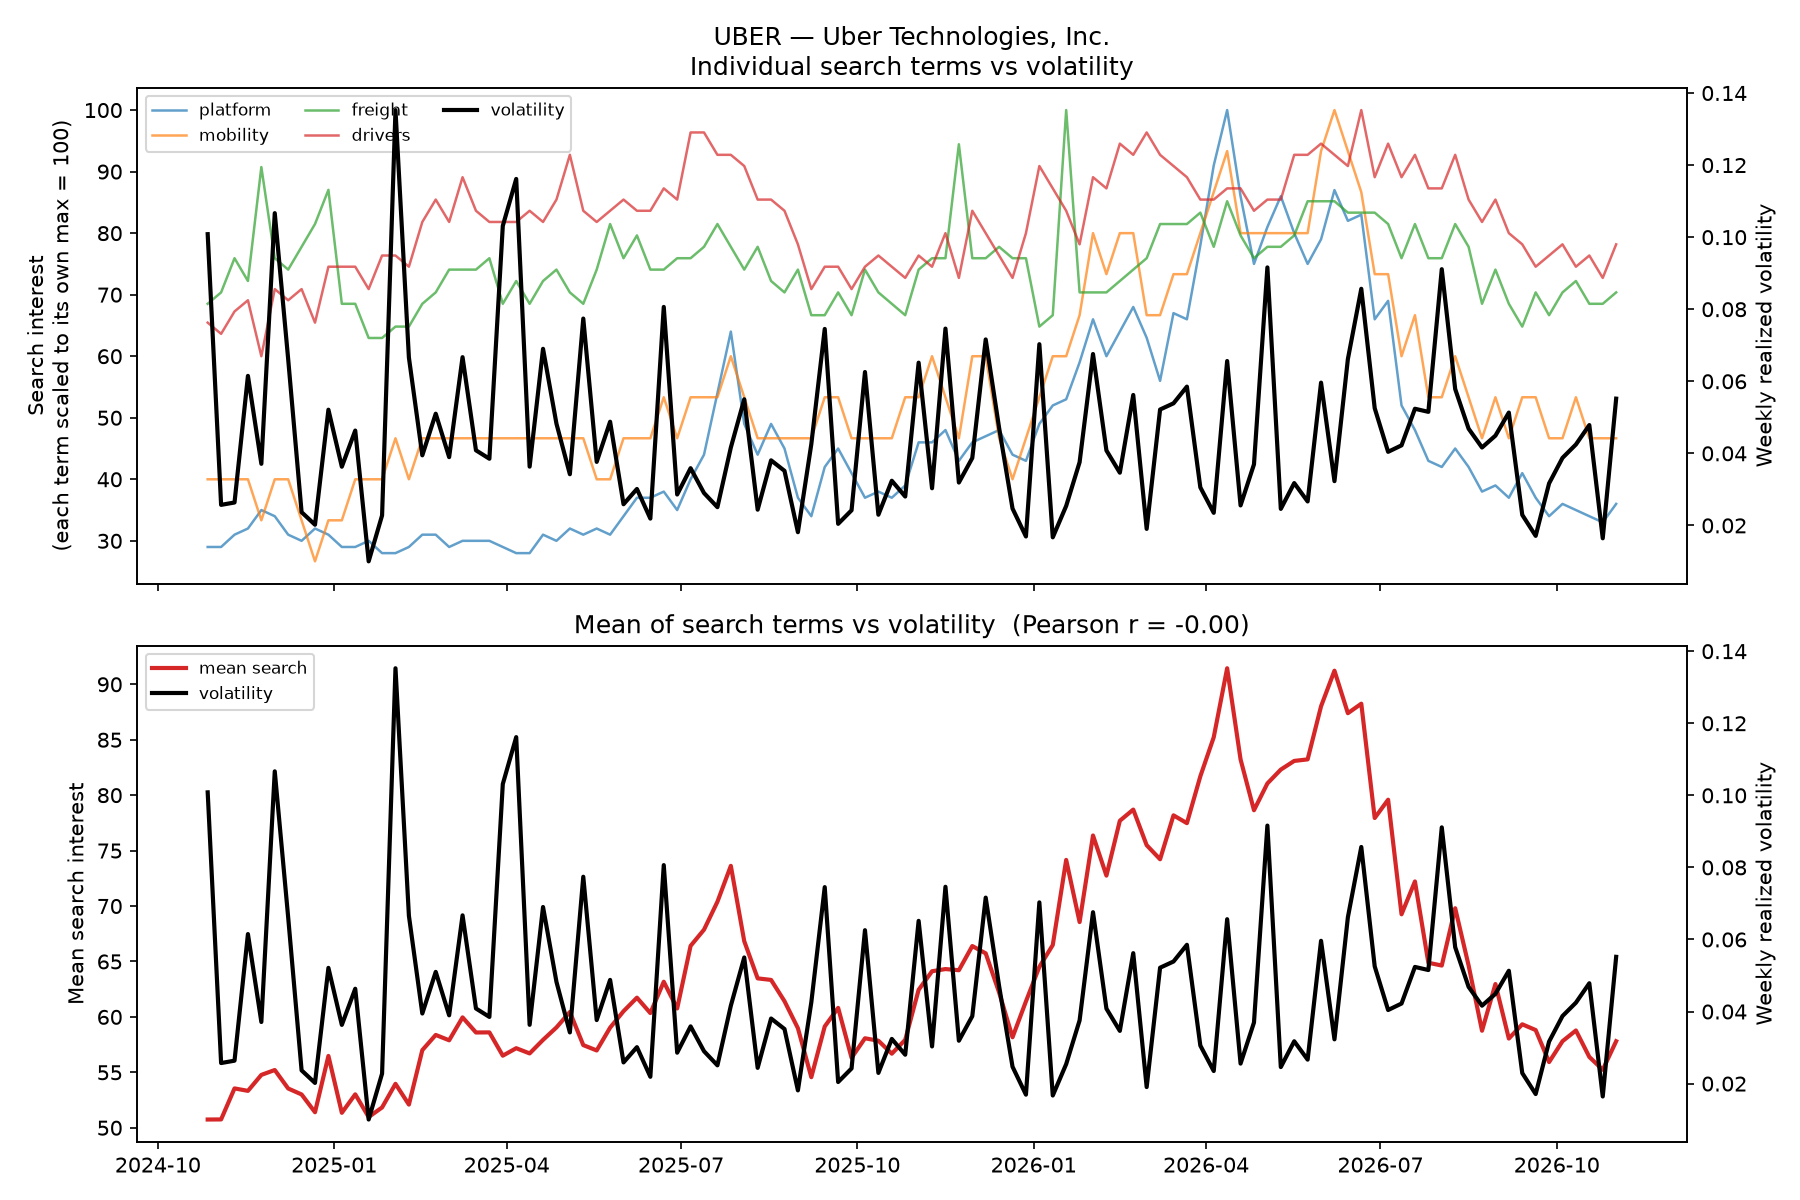 UBER — Uber Technologies, Inc.
Individual search terms vs volatility
platform
mobility
freight
drivers
volatility
Search interest
(each term scaled to its own max = 100)
100
90
80
70
60
50
40
30
0.14
0.12
0.10
0.08
0.06
0.04
0.02
Weekly realized volatility
Mean of search terms vs volatility (Pearson r = -0.00)
mean search
volatility
Mean search interest
90
85
80
75
70
65
60
55
50
0.14
0.12
0.10
0.08
0.06
0.04
0.02
Weekly realized volatility
2024-10
2025-01
2025-04
2025-07
2025-10
2026-01
2026-04
2026-07
2026-10